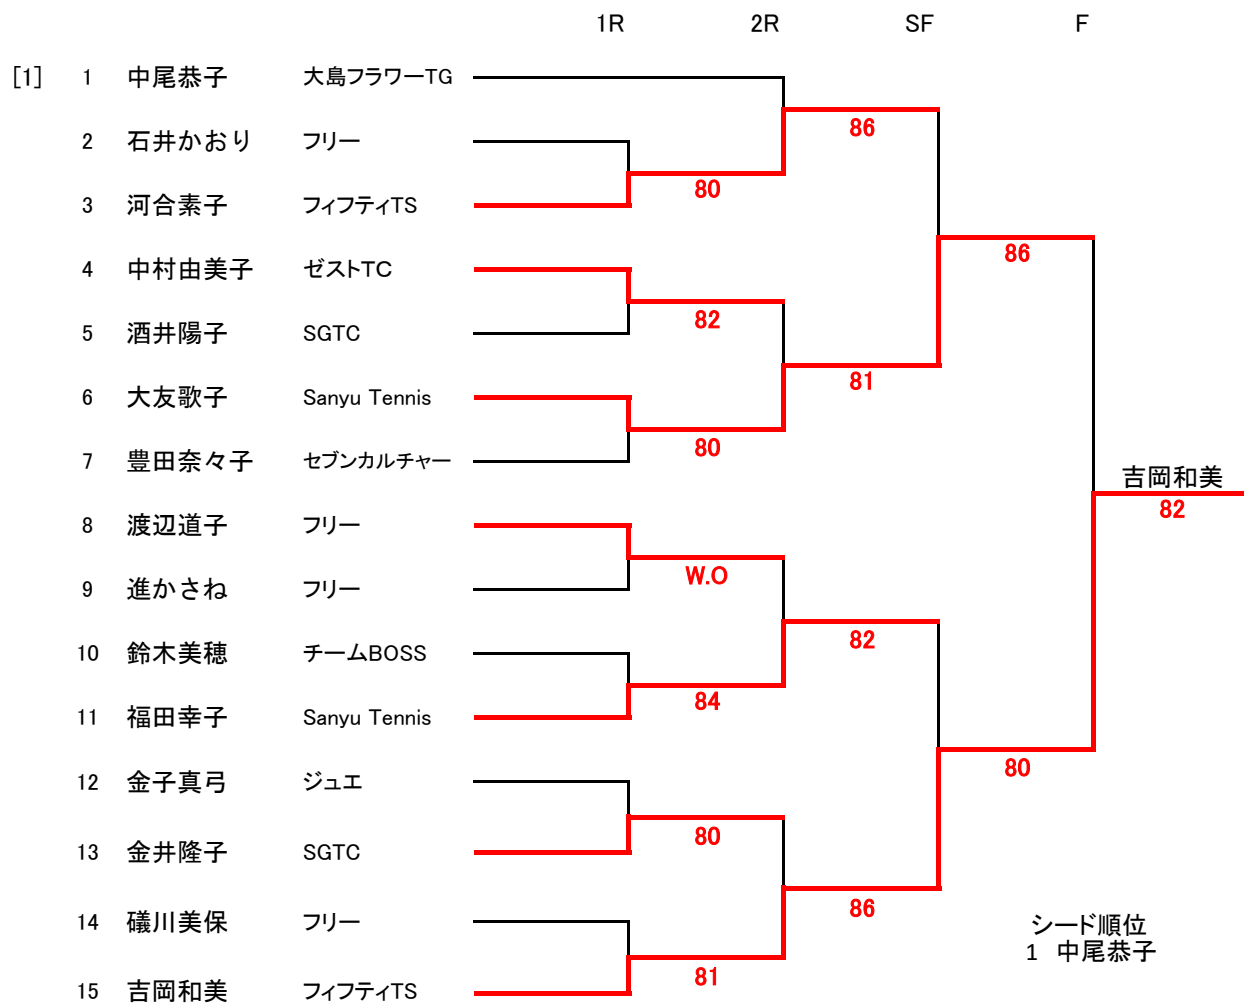 1R 2R SF F
[1] 1 中尾恭子 大島フラワーTG
86
2 石井かおり フリー
80
3 河合素子 フィフティTS
86
4 中村由美子 ゼストTC
82
5 酒井陽子 SGTC
81
6 大友歌子 Sanyu Tennis
80
7 豊田奈々子 セブンカルチャー
吉岡和美
82
8 渡辺道子 フリー
W.O
9 進かさね フリー
82
10 鈴木美穂 チームBOSS
84
11 福田幸子 Sanyu Tennis
80
12 金子真弓 ジュエ
80
13 金井隆子 SGTC
86
14 礒川美保 フリー
シード順位
1 中尾恭子
81
15 吉岡和美 フィフティTS